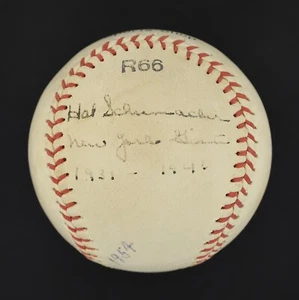 R66
Hal Schumacher
New York Giants
1931 - 1946
1954